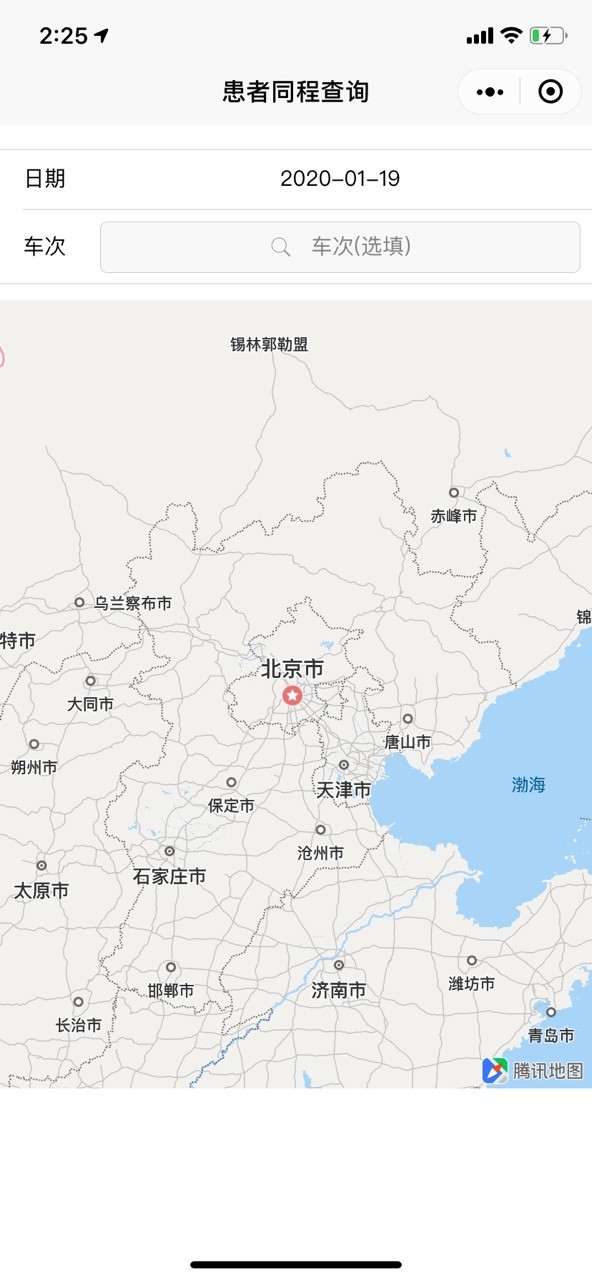 2:25
患者同程查询
日期
2020-01-19
车次
车次(选填)
锡林郭勒盟
赤峰市
乌兰察布市
锦
特市
北京市
大同市
唐山市
朔州市
天津市
渤海
保定市
沧州市
石家庄市
太原市
邯郸市
济南市
潍坊市
长治市
青岛市
腾讯地图